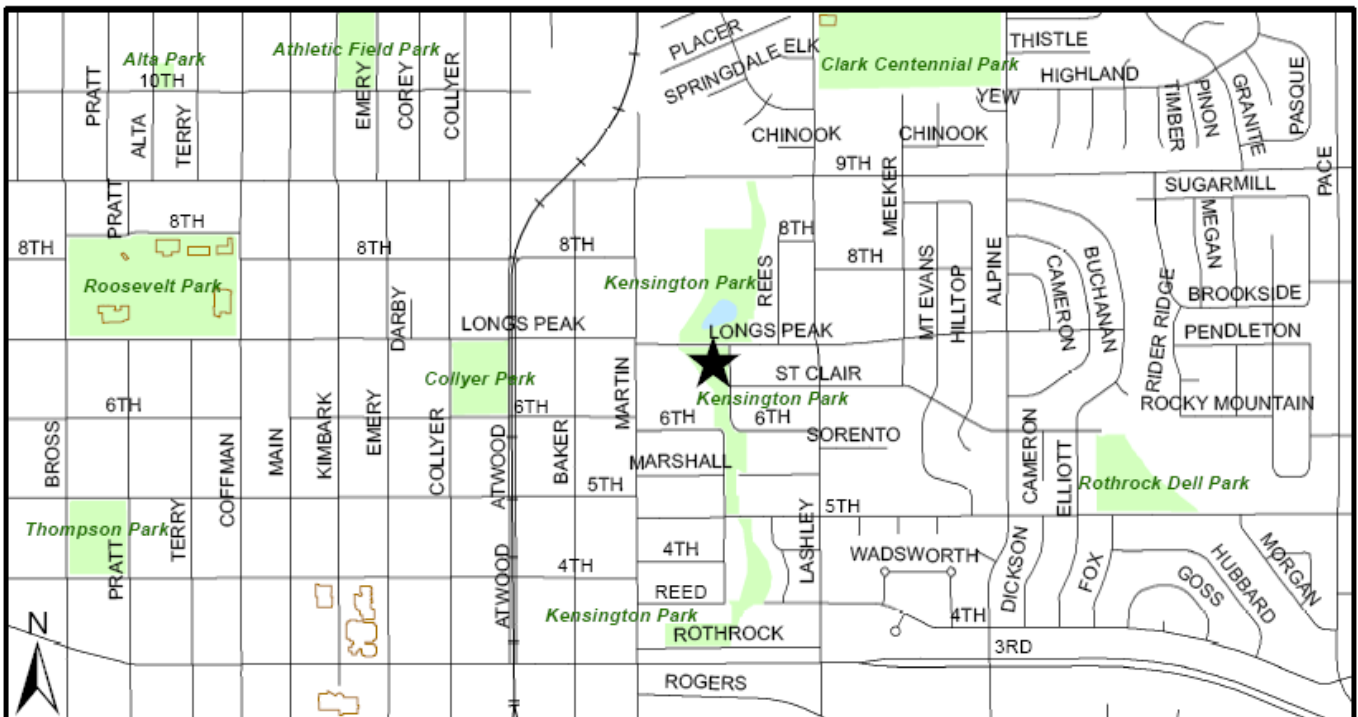 PLACER
ELK
SPRINGDALE
THISTLE
Athletic Field Park
Alta Park
Clark Centennial Park
HIGHLAND
10TH
PRATT
ALTA
TERRY
EMERY
COREY
COLLYER
YEW
TIMBER
PINON
GRANITE
PASQUE
CHINOOK
CHINOOK
9TH
MEEKER
PACE
SUGARMILL
PRATT
8TH
8TH
8TH
8TH
8TH
8TH
MEGAN
Roosevelt Park
Kensington Park
REES
MT EVANS
HILLTOP
ALPINE
CAMERON
BUCHANAN
RIDER RIDGE
BROOKSIDE
DARBY
LONGS PEAK
LONGS PEAK
PENDLETON
Collyer Park
MARTIN
ST CLAIR
Kensington Park
6TH
6TH
6TH
6TH
ROCKY MOUNTAIN
BROSS
COFFMAN
MAIN
KIMBARK
EMERY
COLLYER
ATWOOD
BAKER
SORENTO
MARSHALL
5TH
CAMERON
ELLIOTT
Rothrock Dell Park
5TH
Thompson Park
PRATT
TERRY
LASHLEY
4TH
4TH
WADSWORTH
DICKSON
FOX
GOSS
HUBBARD
MORGAN
ATWOOD
REED
Kensington Park
4TH
N
ROTHROCK
3RD
ROGERS